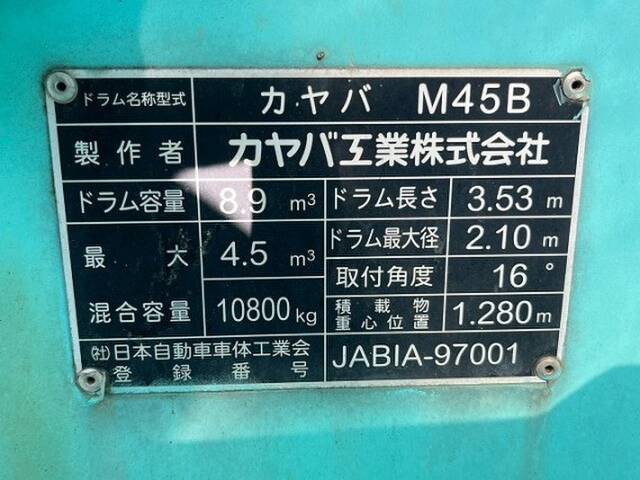 ドラム名称型式 カヤバ M45B
製作者 カヤバ工業株式会社
ドラム容量 8.9 m³ ドラム長さ 3.53 m
最大 4.5 m³ ドラム最大径 2.10 m
取付角度 16°
混合容量 10800kg 積載物重心位置 1.280m
(社)日本自動車車体工業会
登録番号 JABIA-97001